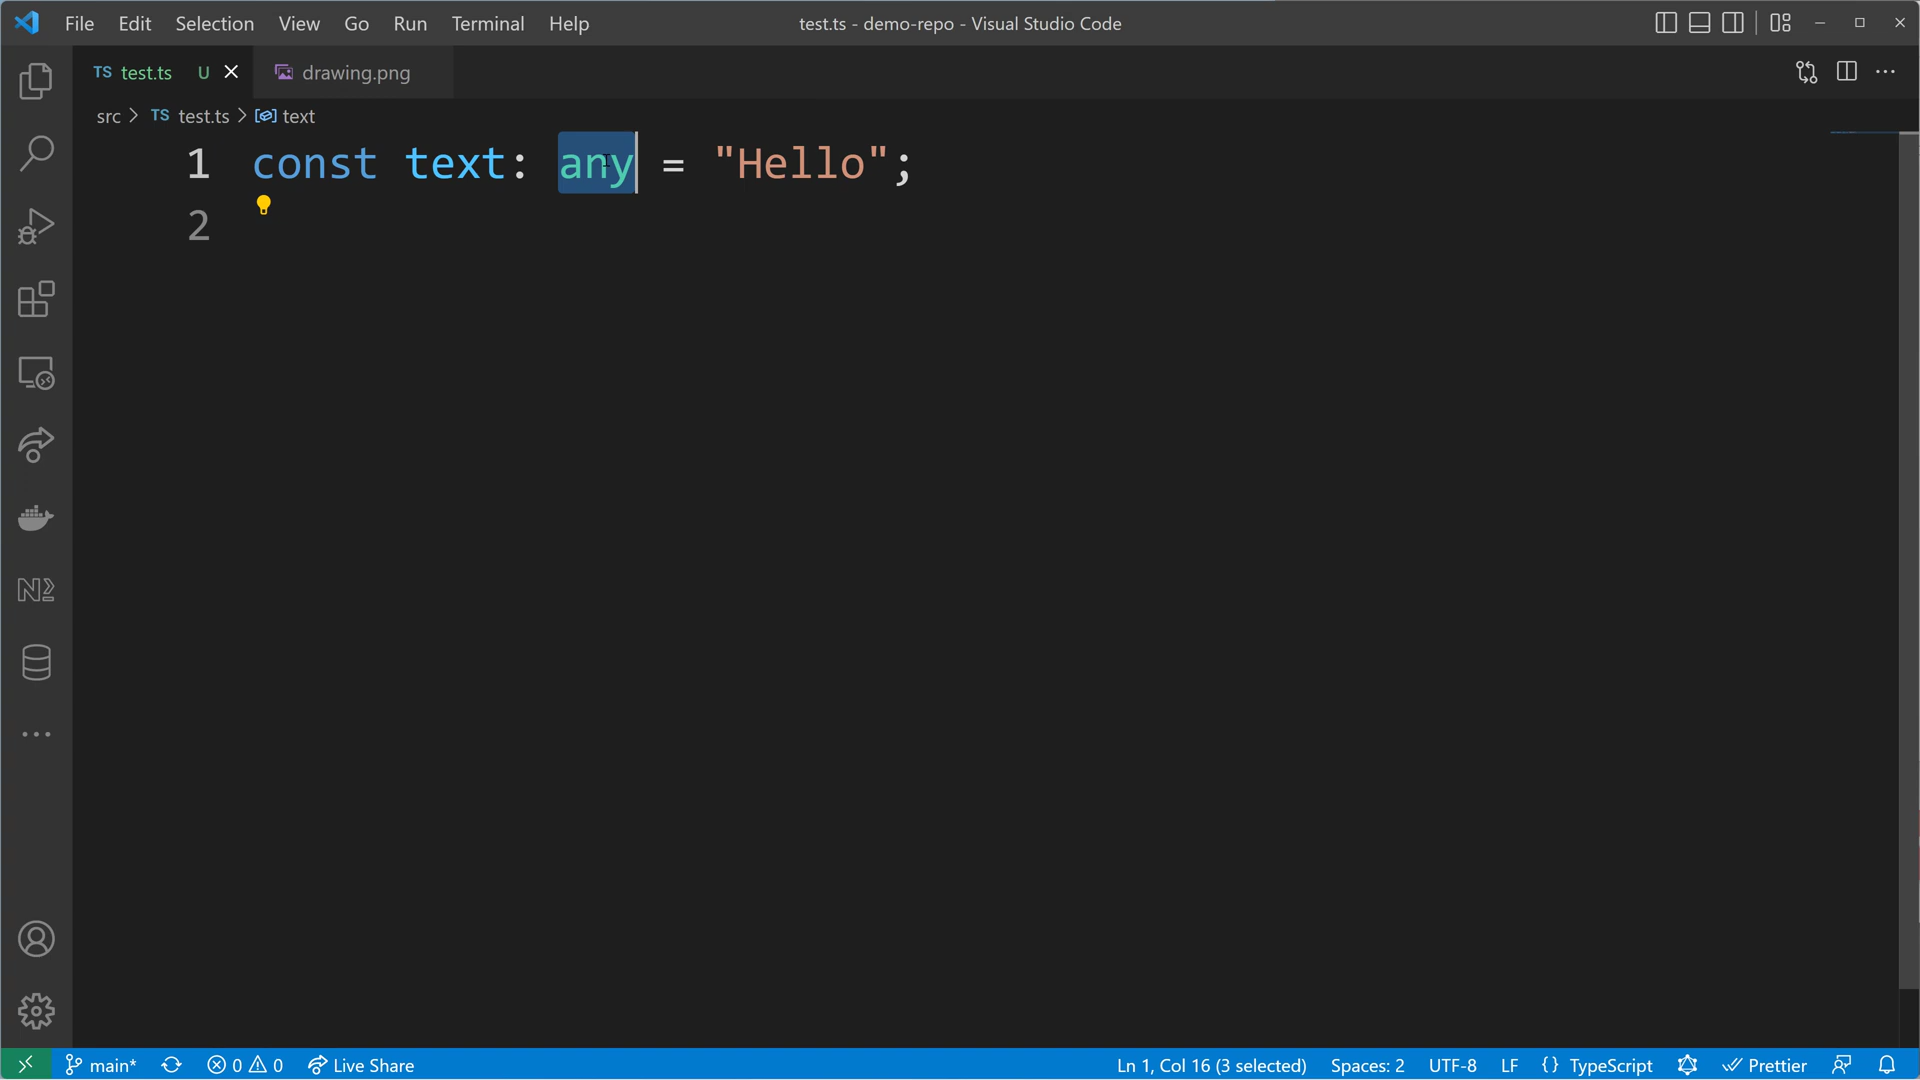 File Edit Selection View Go Run Terminal Help test.ts - demo-repo - Visual Studio Code
TS test.ts U drawing.png
src > TS test.ts > text
1 const text: any = "Hello";
2
main* 0 0 Live Share Ln 1, Col 16 (3 selected) Spaces: 2 UTF-8 LF {} TypeScript Prettier